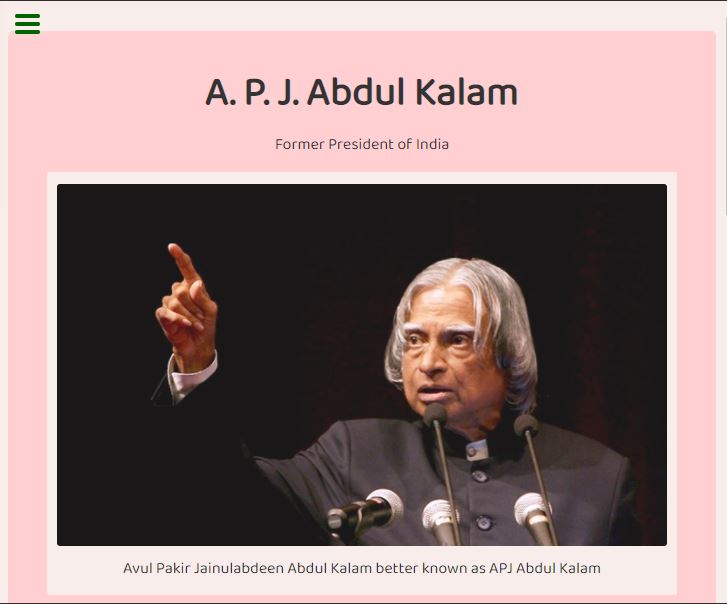 A. P. J. Abdul Kalam
Former President of India
Avul Pakir Jainulabdeen Abdul Kalam better known as APJ Abdul Kalam